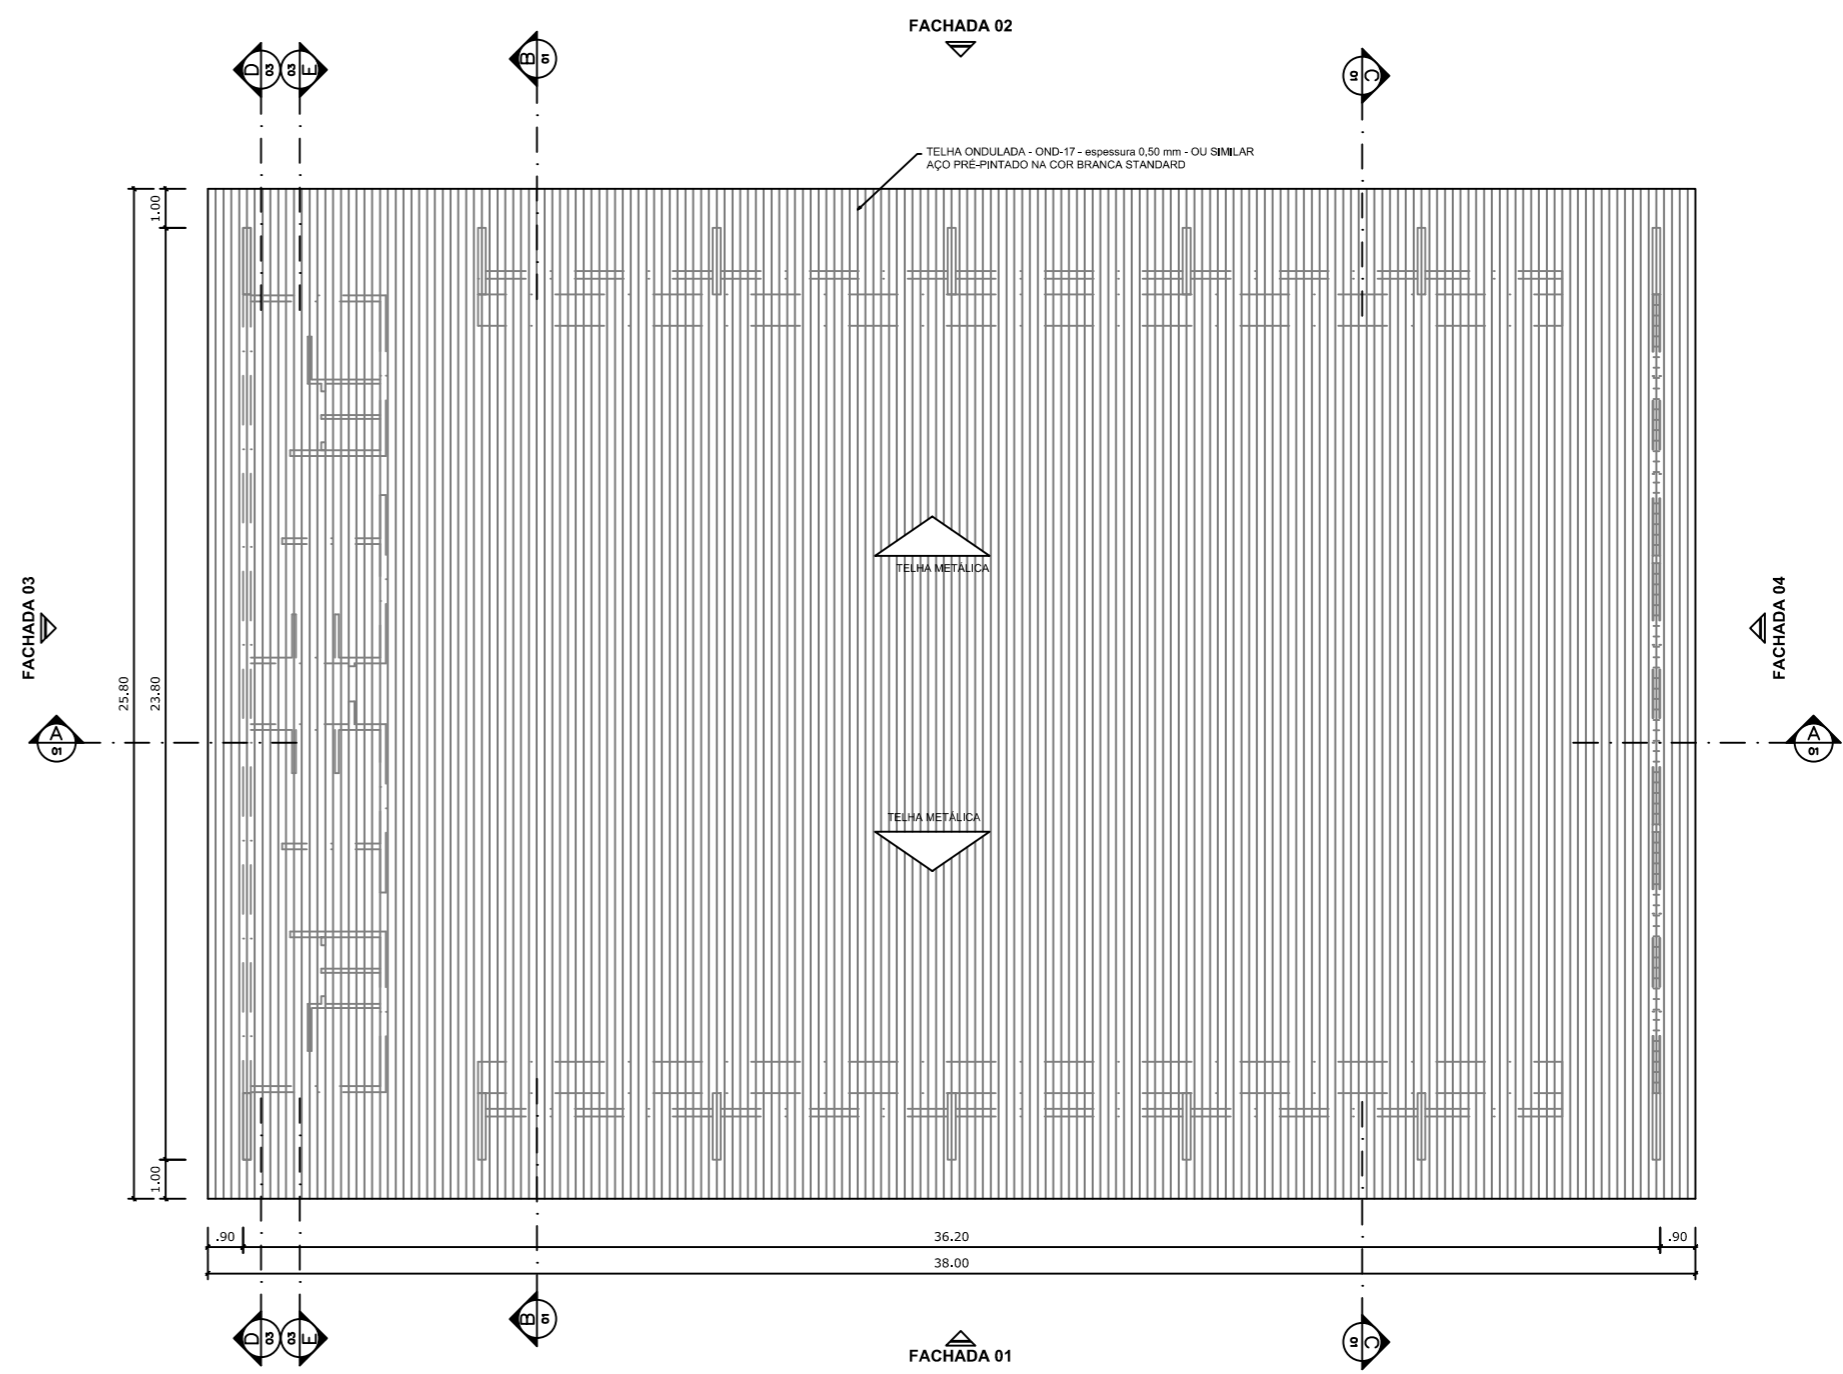 FACHADA 02
D
03
03
E
B
01
01
C
TELHA ONDULADA - OND-17 - espessura 0,50 mm - OU SIMILAR
AÇO PRÉ-PINTADO NA COR BRANCA STANDARD
1.00
TELHA METÁLICA
FACHADA 03
FACHADA 04
25.80
23.80
A
01
A
01
TELHA METÁLICA
1.00
.90
36.20
.90
38.00
D
03
03
E
B
01
01
C
FACHADA 01